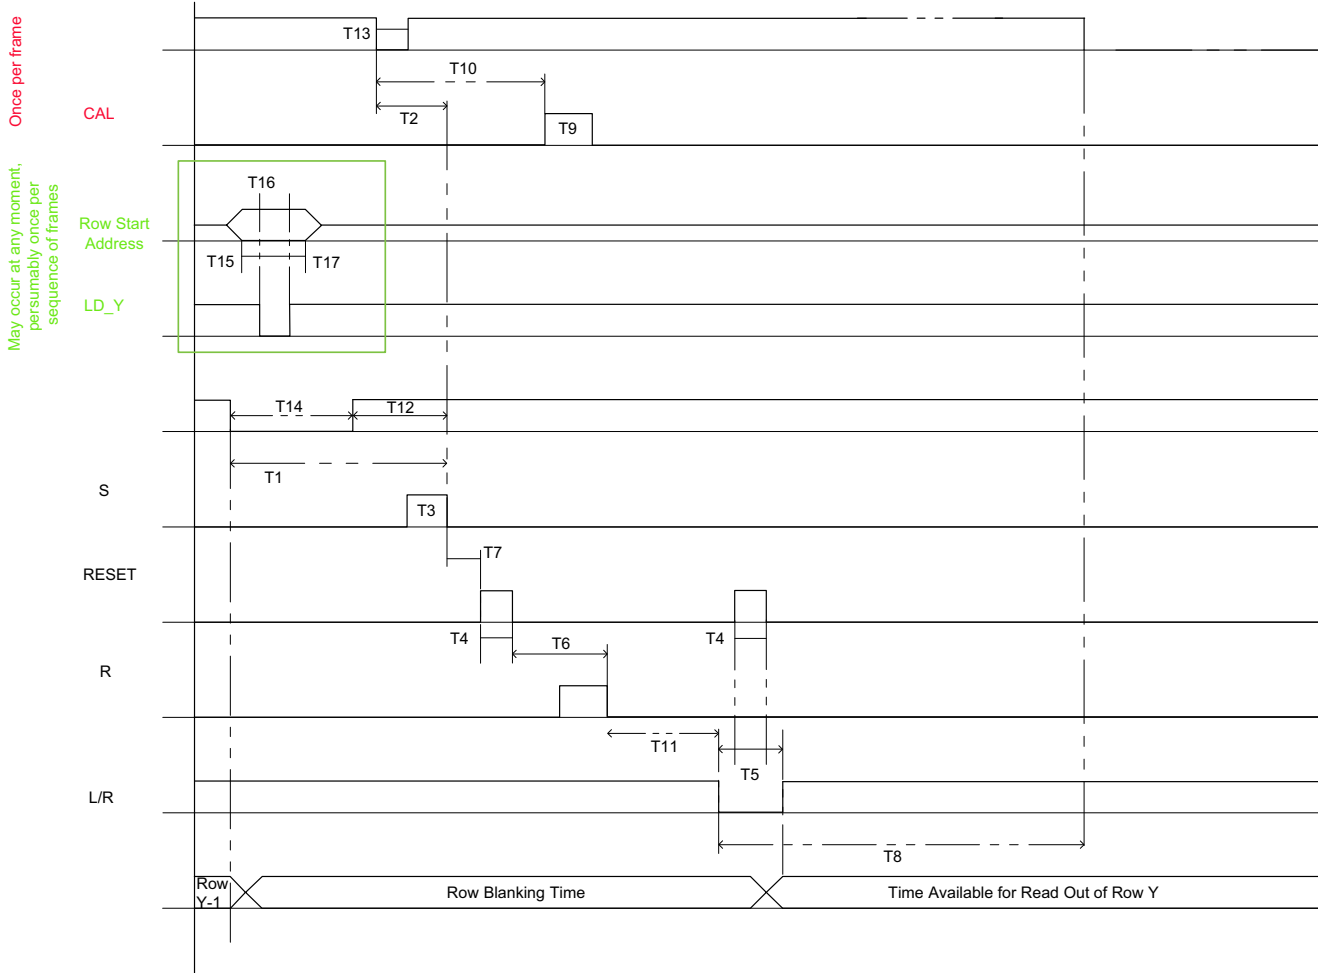 Once per frame
T13
T10
T2
CAL
T9
May occur at any moment,
persumably once per
sequence of frames
T16
Row Start
Address
T15
T17
LD_Y
T14
T12
T1
S
T3
T7
RESET
T4
T6
T4
R
T11
T5
L/R
T8
Row
Y-1
Row Blanking Time
Time Available for Read Out of Row Y